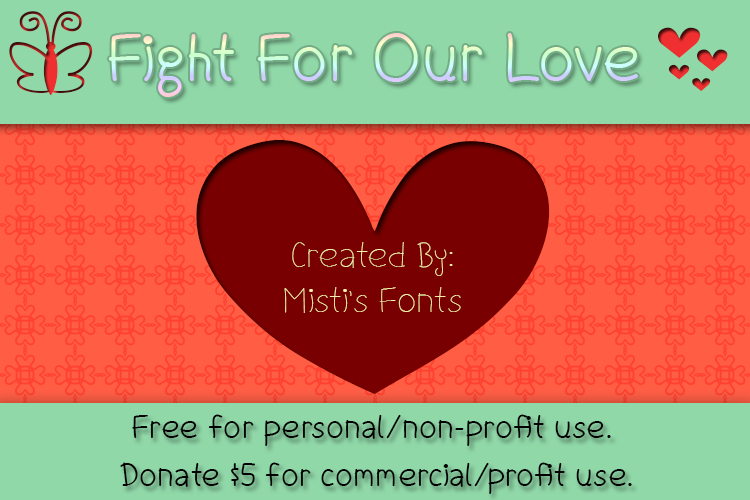 Fight For Our Love
Created By:
Misti's Fonts
Free for personal/non-profit use.
Donate $5 for commercial/profit use.